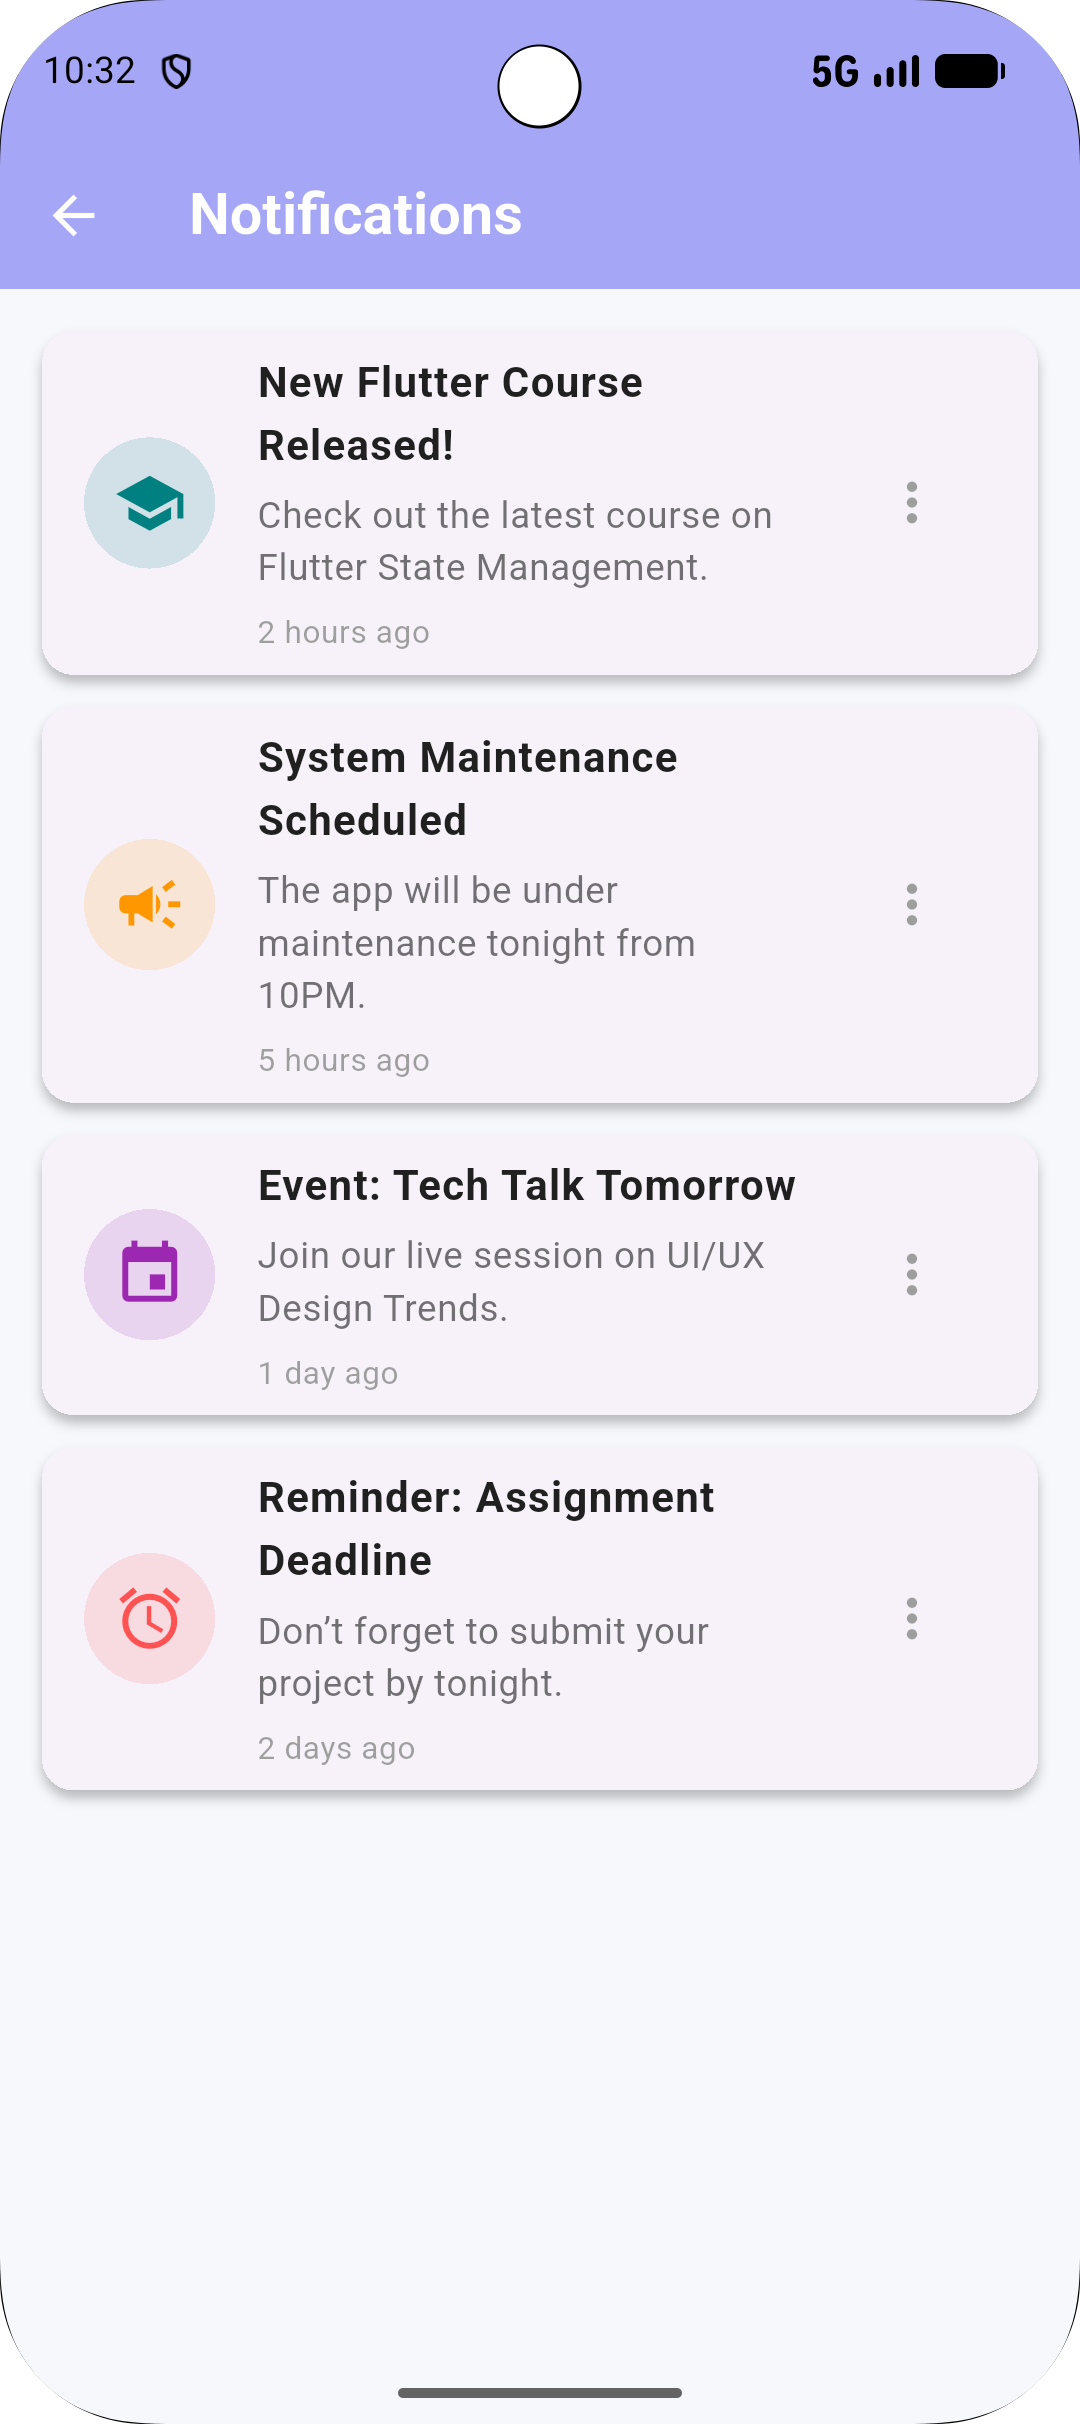 10:32
5G
Notifications
New Flutter Course
Released!
Check out the latest course on
Flutter State Management.
2 hours ago
System Maintenance
Scheduled
The app will be under
maintenance tonight from
10PM.
5 hours ago
Event: Tech Talk Tomorrow
Join our live session on UI/UX
Design Trends.
1 day ago
Reminder: Assignment
Deadline
Don’t forget to submit your
project by tonight.
2 days ago